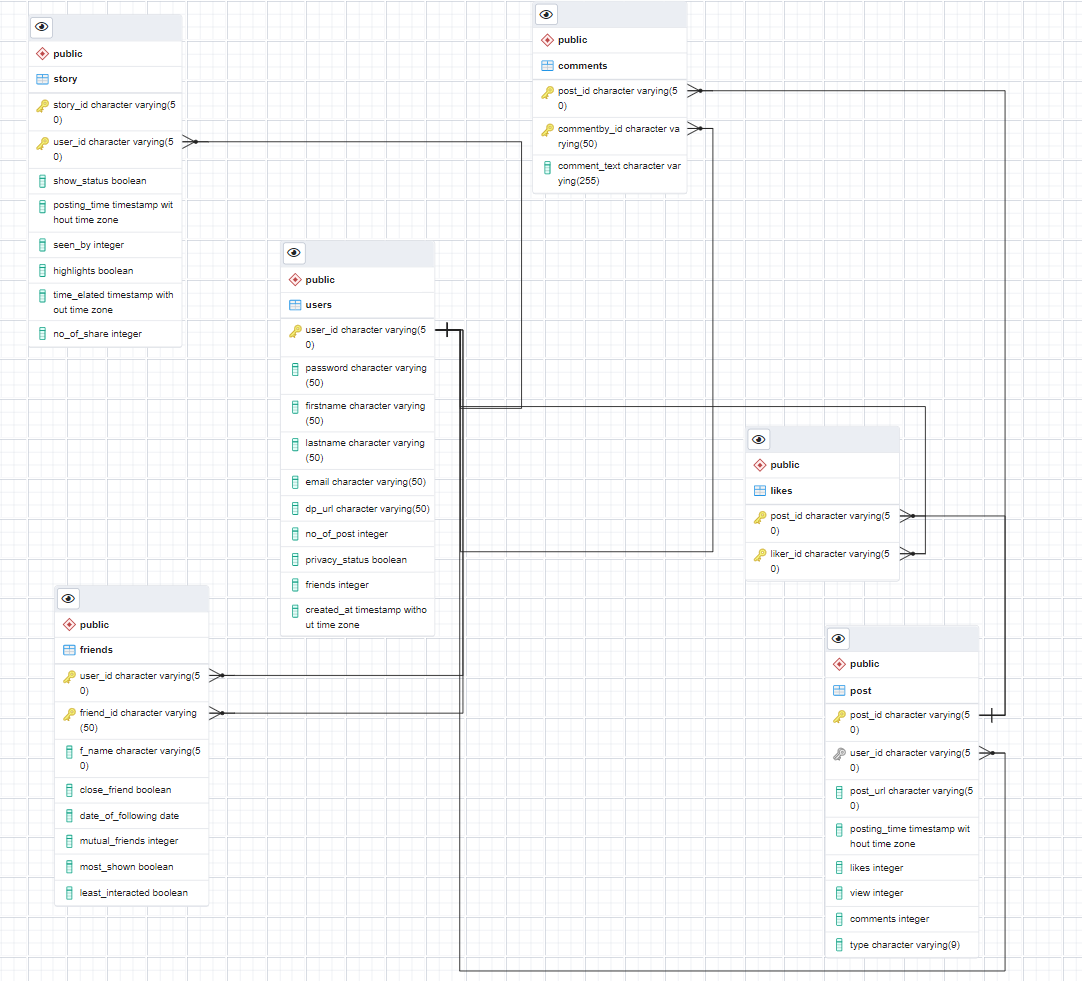 public
story
story_id character varying(5
0)
user_id character varying(5
0)
show_status boolean
posting_time timestamp wit
hout time zone
seen_by integer
highlights boolean
time_elated timestamp with
out time zone
no_of_share integer
public
comments
post_id character varying(5
0)
commentby_id character va
rying(50)
comment_text character var
ying(255)
public
users
user_id character varying(5
0)
password character varying
(50)
firstname character varying
(50)
lastname character varying
(50)
email character varying(50)
dp_url character varying(50)
no_of_post integer
privacy_status boolean
friends integer
created_at timestamp witho
ut time zone
public
likes
post_id character varying(5
0)
liker_id character varying(5
0)
public
friends
user_id character varying(5
0)
friend_id character varying
(50)
f_name character varying(5
0)
close_friend boolean
date_of_following date
mutual_friends integer
most_shown boolean
least_interacted boolean
public
post
post_id character varying(5
0)
user_id character varying(5
0)
post_url character varying(5
0)
posting_time timestamp wit
hout time zone
likes integer
view integer
comments integer
type character varying(9)